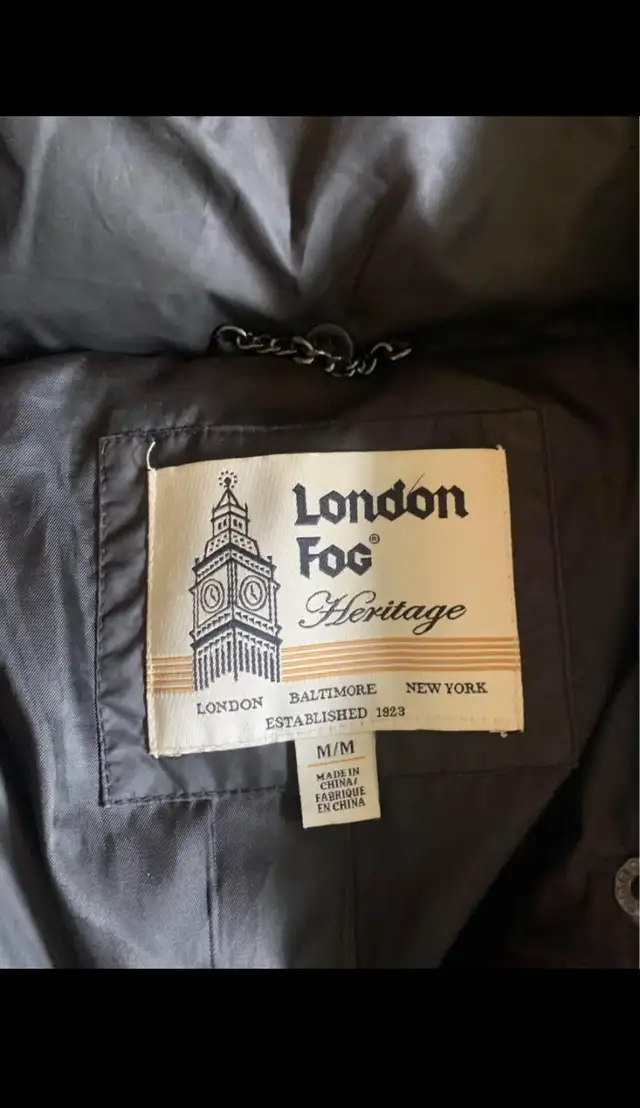 London
Fog®
Heritage
LONDON BALTIMORE NEW YORK
ESTABLISHED 1923
M/M
MADE IN
CHINA/
FABRIQUE
EN CHINA